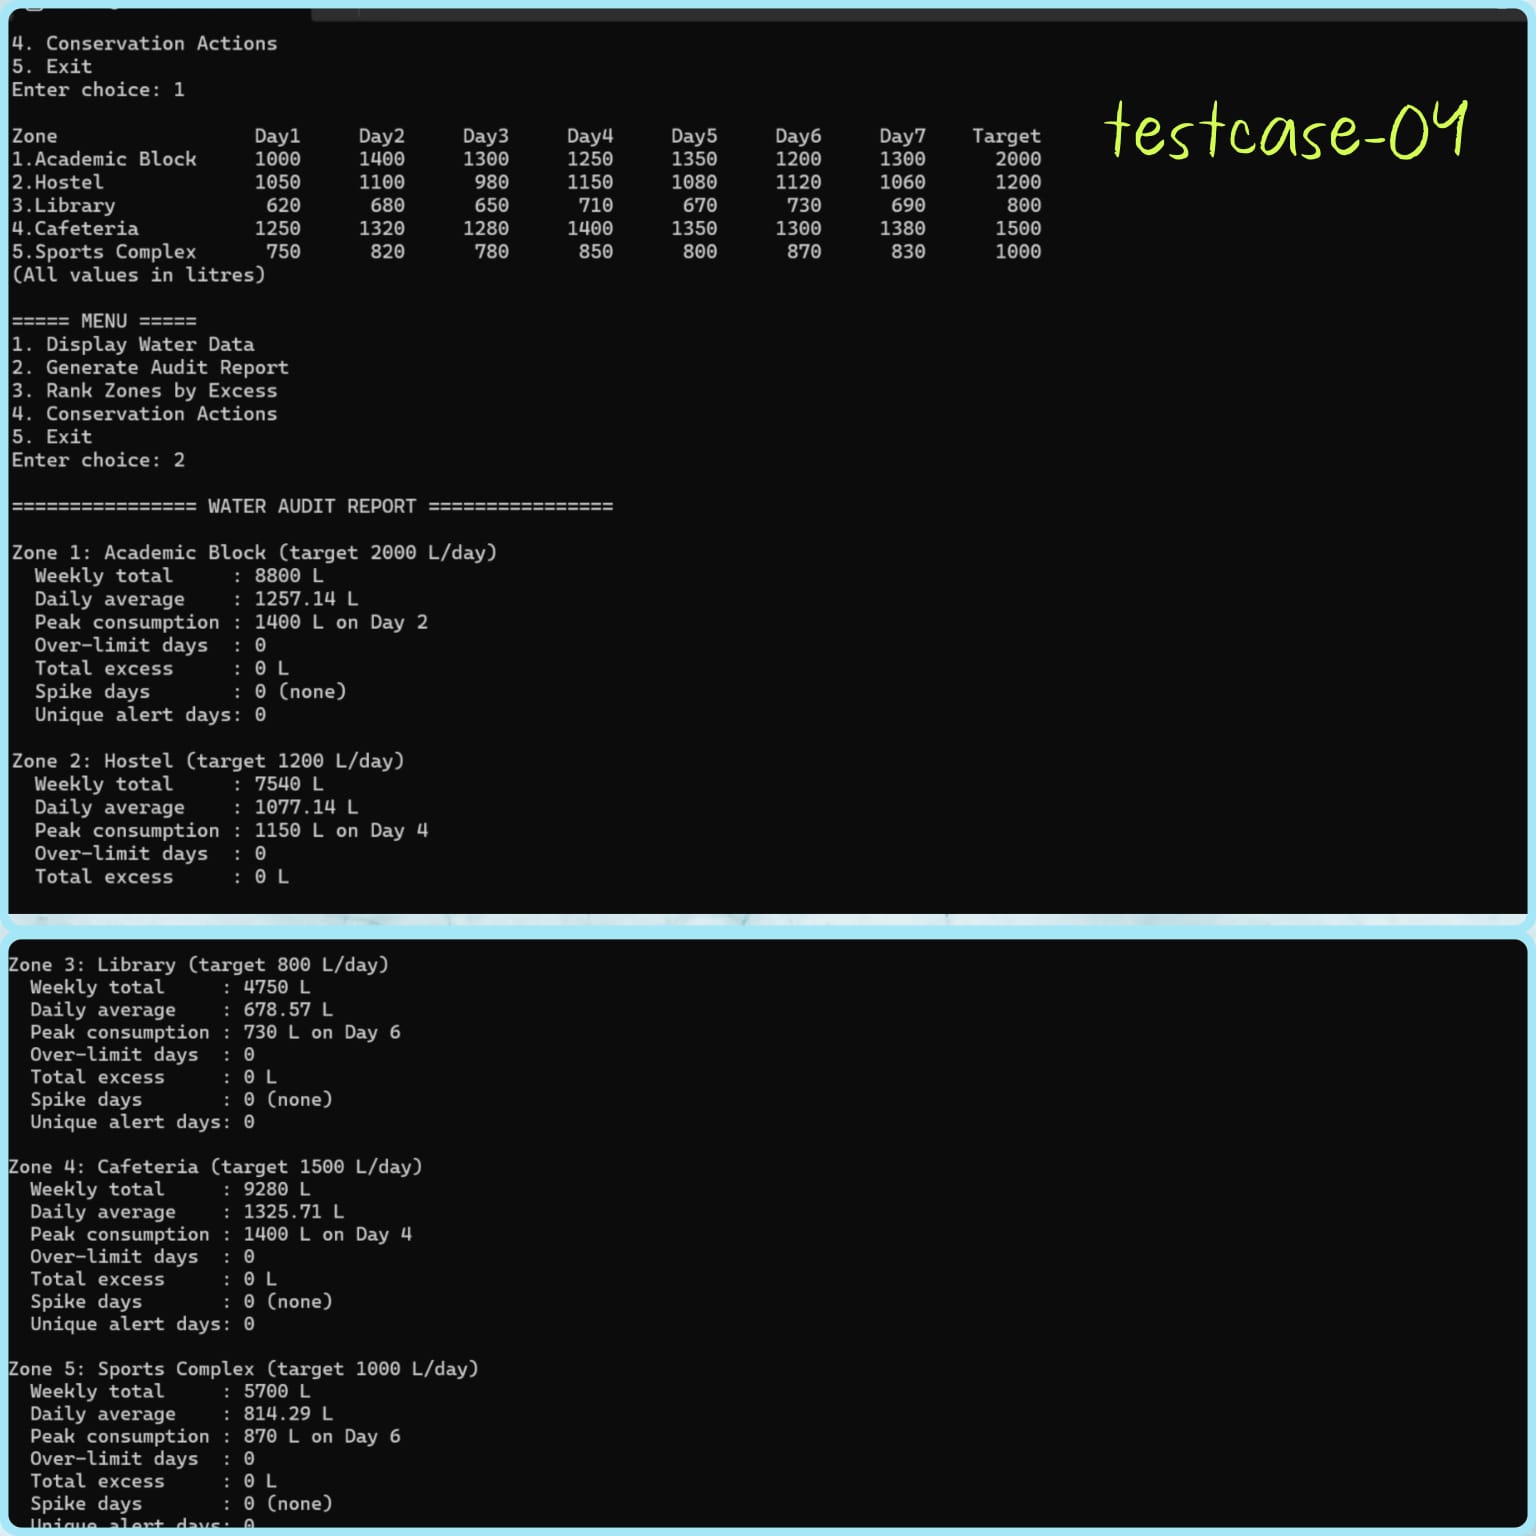 4. Conservation Actions
5. Exit
Enter choice: 1
testcase-04
Zone Day1 Day2 Day3 Day4 Day5 Day6 Day7 Target
1.Academic Block 1000 1400 1300 1250 1350 1200 1300 2000
2.Hostel 1050 1100 980 1150 1080 1120 1060 1200
3.Library 620 680 650 710 670 730 690 800
4.Cafeteria 1250 1320 1280 1400 1350 1300 1380 1500
5.Sports Complex 750 820 780 850 800 870 830 1000
(All values in litres)
===== MENU =====
1. Display Water Data
2. Generate Audit Report
3. Rank Zones by Excess
4. Conservation Actions
5. Exit
Enter choice: 2
================ WATER AUDIT REPORT ================
Zone 1: Academic Block (target 2000 L/day)
Weekly total : 8800 L
Daily average : 1257.14 L
Peak consumption : 1400 L on Day 2
Over-limit days : 0
Total excess : 0 L
Spike days : 0 (none)
Unique alert days: 0
Zone 2: Hostel (target 1200 L/day)
Weekly total : 7540 L
Daily average : 1077.14 L
Peak consumption : 1150 L on Day 4
Over-limit days : 0
Total excess : 0 L
Zone 3: Library (target 800 L/day)
Weekly total : 4750 L
Daily average : 678.57 L
Peak consumption : 730 L on Day 6
Over-limit days : 0
Total excess : 0 L
Spike days : 0 (none)
Unique alert days: 0
Zone 4: Cafeteria (target 1500 L/day)
Weekly total : 9280 L
Daily average : 1325.71 L
Peak consumption : 1400 L on Day 4
Over-limit days : 0
Total excess : 0 L
Spike days : 0 (none)
Unique alert days: 0
Zone 5: Sports Complex (target 1000 L/day)
Weekly total : 5700 L
Daily average : 814.29 L
Peak consumption : 870 L on Day 6
Over-limit days : 0
Total excess : 0 L
Spike days : 0 (none)
Unique alert days: 0